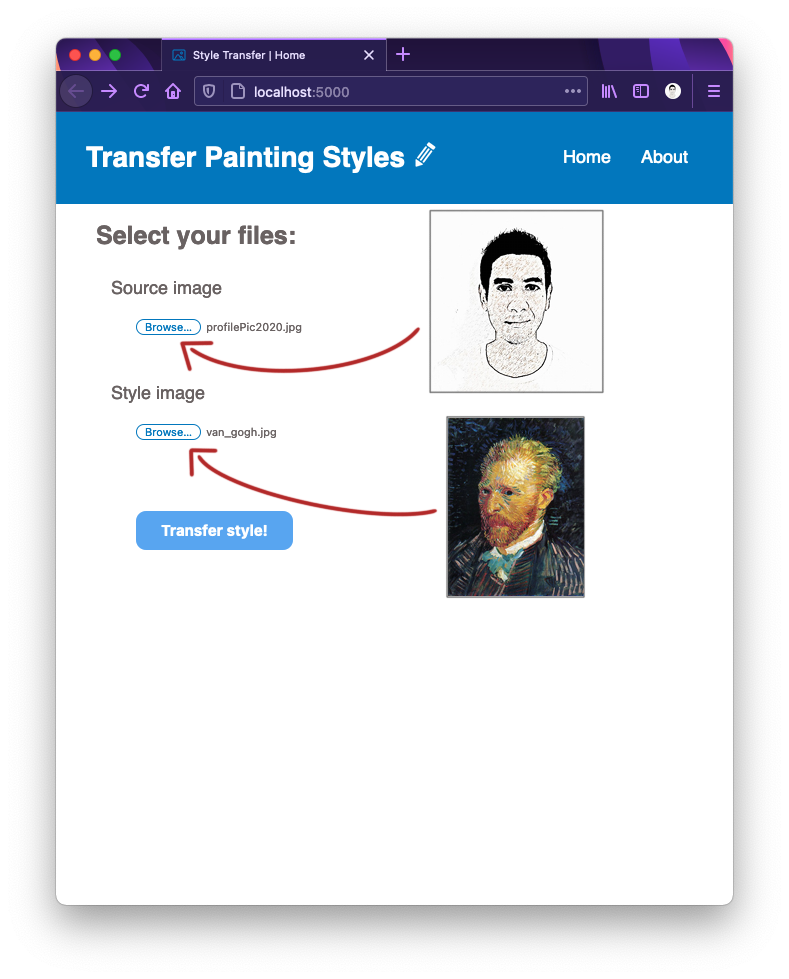 Style Transfer | Home
localhost:5000
Transfer Painting Styles
Home
About
Select your files:
Source image
Browse... profilePic2020.jpg
Style image
Browse... van_gogh.jpg
Transfer style!